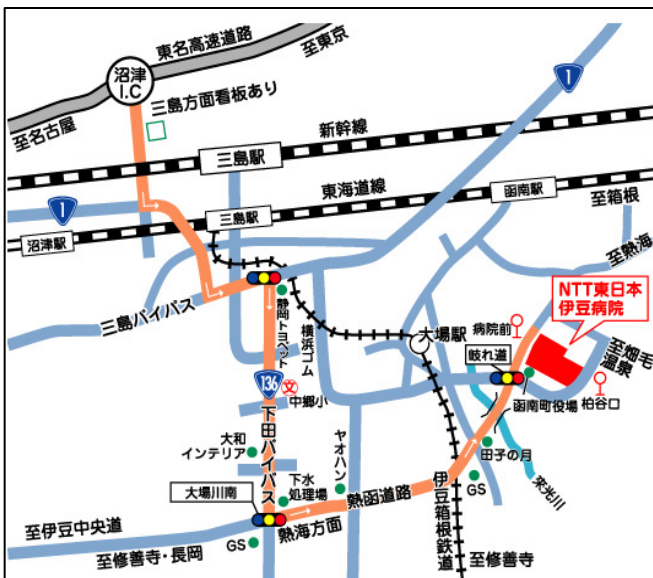 東名高速道路
至東京
沼津
I.C
三島方面看板あり
至名古屋
1
新幹線
三島駅
東海道線
函南駅
至箱根
1
三島駅
沼津駅
至熱海
NTT東日本
伊豆病院
三島バイパス
静岡トヨペット
横浜ゴム
大場駅
病院前
岐れ道
至畑毛
温泉
136
文
中郷小
函南町役場
柏谷口
下田バイパス
大和
インテリア
ヤオハン
田子の月
来光川
大場川南
下水
処理場
GS
熱函道路
伊豆箱根鉄道
至伊豆中央道
熱海方面
GS
至修善寺・長岡
至修善寺